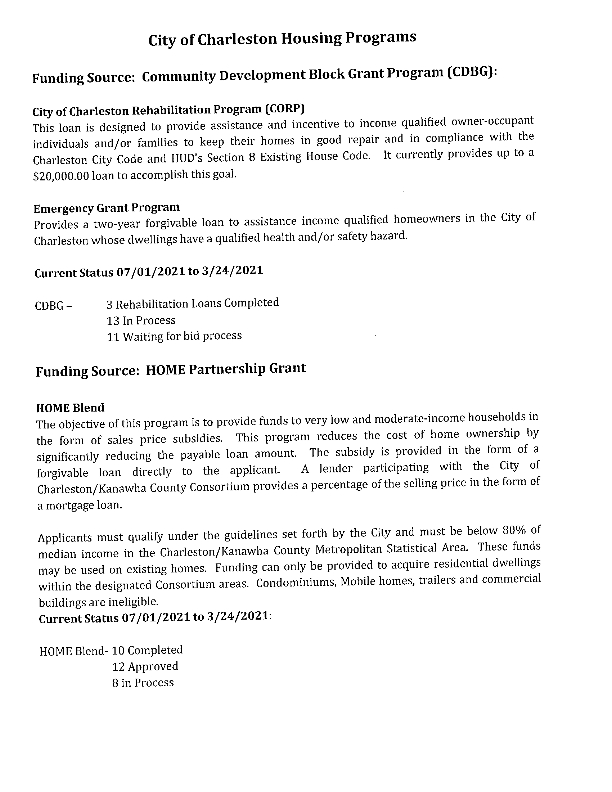 City of Charleston Housing Programs
Funding Source: Community Development Block Grant Program (CDBG):
City of Charleston Rehabilitation Program (CORP)
This loan is designed to provide assistance and incentive to income qualified owner-occupant
individuals and/or families to keep their homes in good repair and in compliance with the
Charleston City Code and HUD's Section 8 Existing House Code. It currently provides up to a
$20,000.00 loan to accomplish this goal.
Emergency Grant Program
Provides a two-year forgivable loan to assistance income qualified homeowners in the City of
Charleston whose dwellings have a qualified health and/or safety hazard.
Current Status 07/01/2021 to 3/24/2021
CDBG – 3 Rehabilitation Loans Completed
13 In Process
11 Waiting for bid process
Funding Source: HOME Partnership Grant
HOME Blend
The objective of this program is to provide funds to very low and moderate-income households in
the form of sales price subsidies. This program reduces the cost of home ownership by
significantly reducing the payable loan amount. The subsidy is provided in the form of a
forgivable loan directly to the applicant. A lender participating with the City of
Charleston/Kanawha County Consortium provides a percentage of the selling price in the form of
a mortgage loan.
Applicants must qualify under the guidelines set forth by the City and must be below 80% of
median income in the Charleston/Kanawha County Metropolitan Statistical Area. These funds
may be used on existing homes. Funding can only be provided to acquire residential dwellings
within the designated Consortium areas. Condominiums, Mobile homes, trailers and commercial
buildings are ineligible.
Current Status 07/01/2021 to 3/24/2021:
HOME Blend- 10 Completed
12 Approved
8 in Process